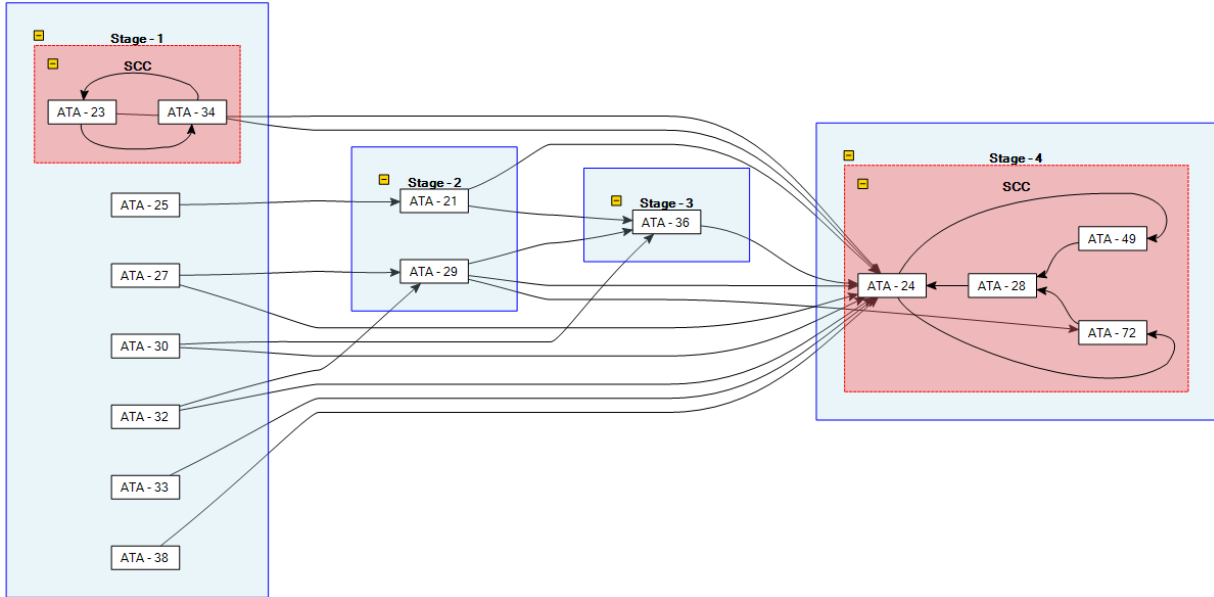 Stage - 1
SCC
ATA - 23
ATA - 34
ATA - 25
ATA - 27
ATA - 30
ATA - 32
ATA - 33
ATA - 38
Stage - 2
ATA - 21
ATA - 29
Stage - 3
ATA - 36
Stage - 4
SCC
ATA - 24
ATA - 28
ATA - 49
ATA - 72